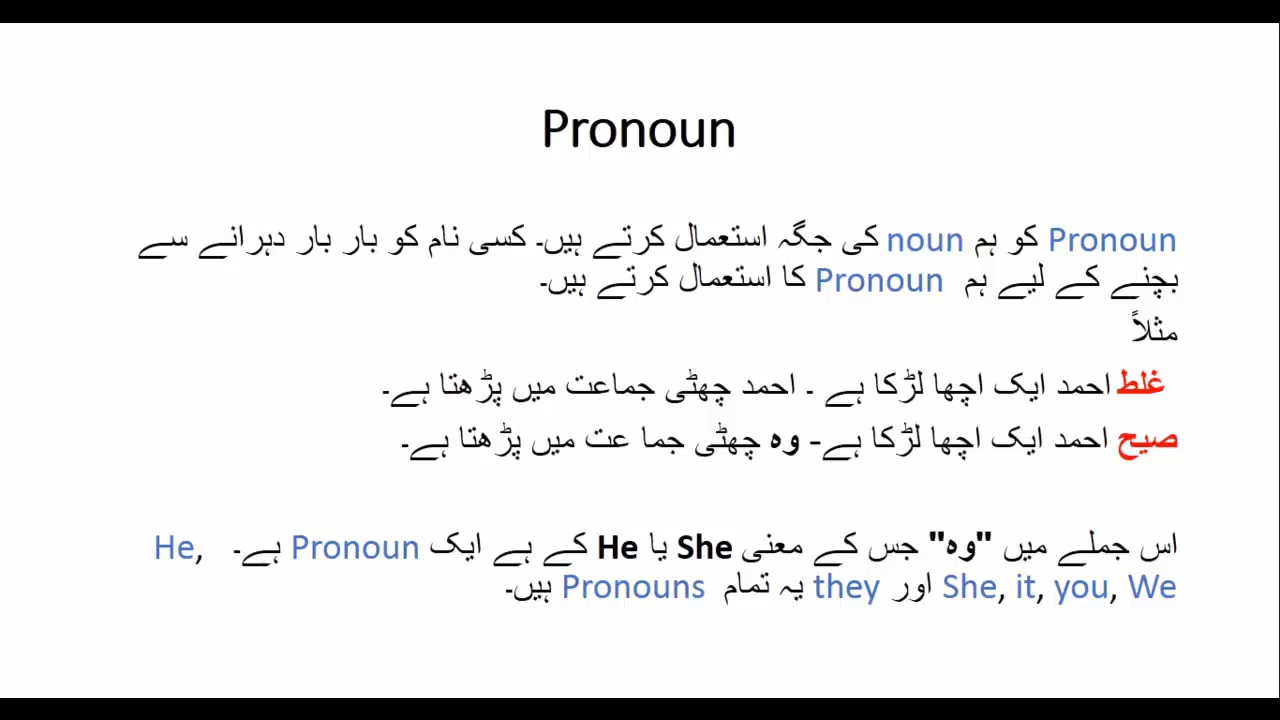 Pronoun
Pronoun کو ہم noun کی جگہ استعمال کرتے ہیں۔ کسی نام کو بار بار دہرانے سے
بچنے کے لیے ہم Pronoun کا استعمال کرتے ہیں۔
مثلاً
غلط احمد ایک اچھا لڑکا ہے ۔ احمد چھٹی جماعت میں پڑھتا ہے۔
صیح احمد ایک اچھا لڑکا ہے- وہ چھٹی جما عت میں پڑھتا ہے۔
اس جملے میں "وہ" جس کے معنی She یا He کے ہے ایک Pronoun ہے۔ He,
She, it, you, We اور they یہ تمام Pronouns ہیں۔